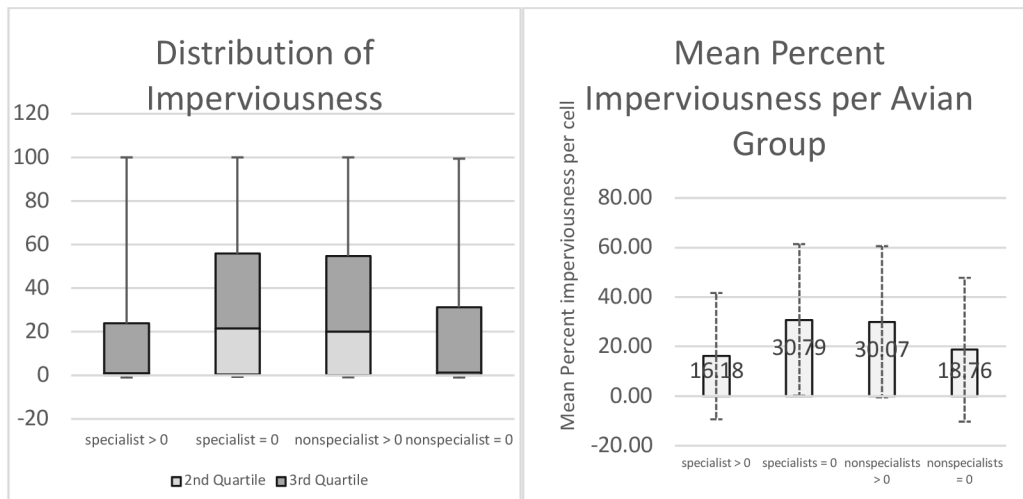 Distribution of
Imperviousness
120
100
80
60
40
20
0
-20
specialist > 0 specialist = 0 nonspecialist > 0 nonspecialist = 0
2nd Quartile 3rd Quartile
Mean Percent
Imperviousness per Avian
Group
Mean Percent imperviousness per cell
80.00
60.00
40.00
20.00
0.00
-20.00
16.18 30.79 30.07 18.76
specialist > 0 specialists = 0 nonspecialists nonspecialists
> 0 = 0